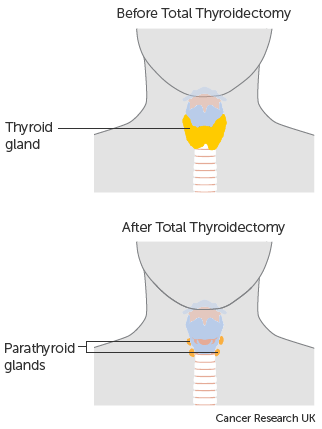 Before Total Thyroidectomy
Thyroid
gland
After Total Thyroidectomy
Parathyroid
glands
Cancer Research UK